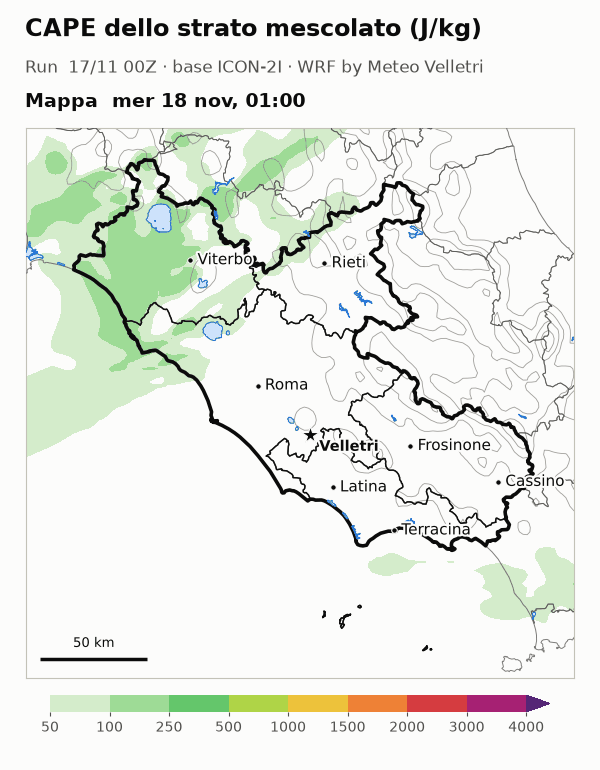 CAPE dello strato mescolato (J/kg)
Run  17/11 00Z · base ICON-2I · WRF by Meteo Velletri
Mappa  mer 18 nov, 01:00
Viterbo
Rieti
Roma
Velletri
Frosinone
Latina
Cassino
Terracina
50 km
50 100 250 500 1000 1500 2000 3000 4000